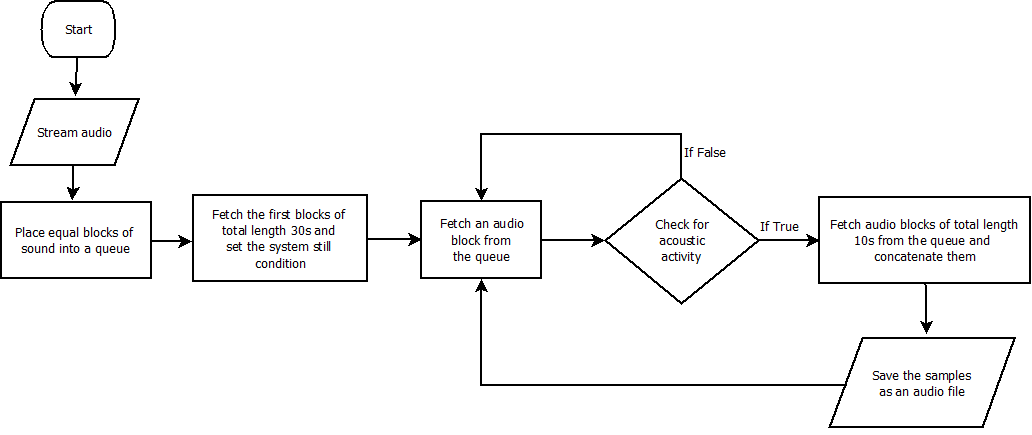 Start
Stream audio
Place equal blocks of
sound into a queue
Fetch the first blocks of
total length 30s and
set the system still
condition
Fetch an audio
block from
the queue
If False
Check for
acoustic
activity
If True
Fetch audio blocks of total length
10s from the queue and
concatenate them
Save the samples
as an audio file